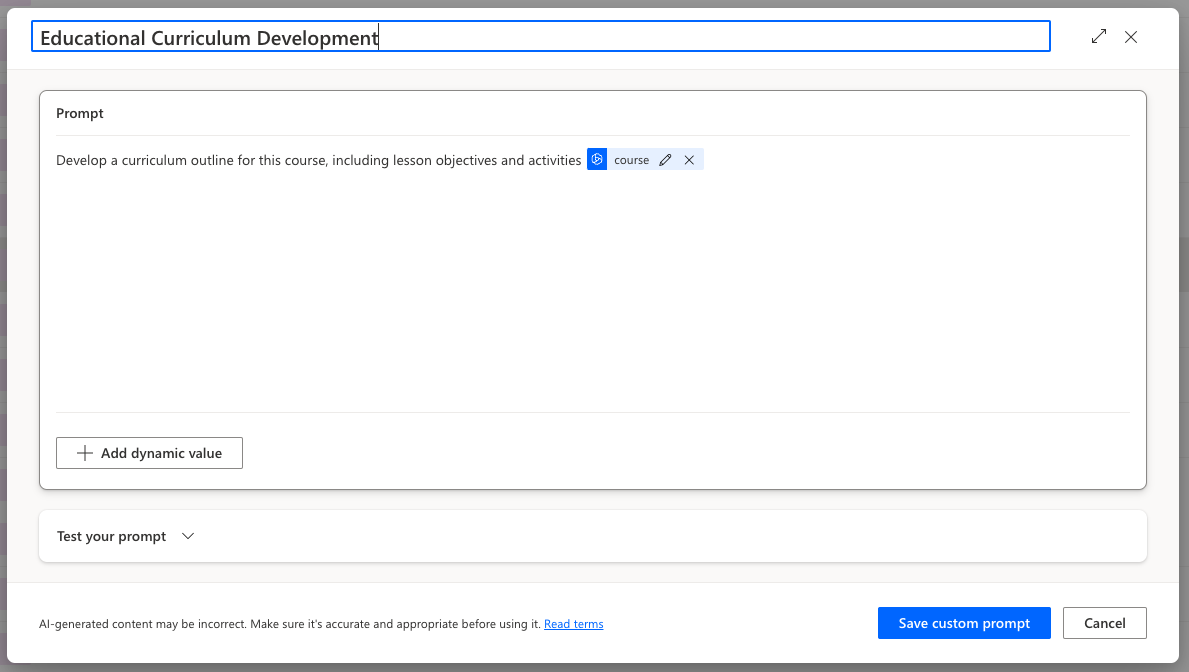 Educational Curriculum Development
Prompt
Develop a curriculum outline for this course, including lesson objectives and activities course
Add dynamic value
Test your prompt
AI-generated content may be incorrect. Make sure it's accurate and appropriate before using it. Read terms
Save custom prompt
Cancel